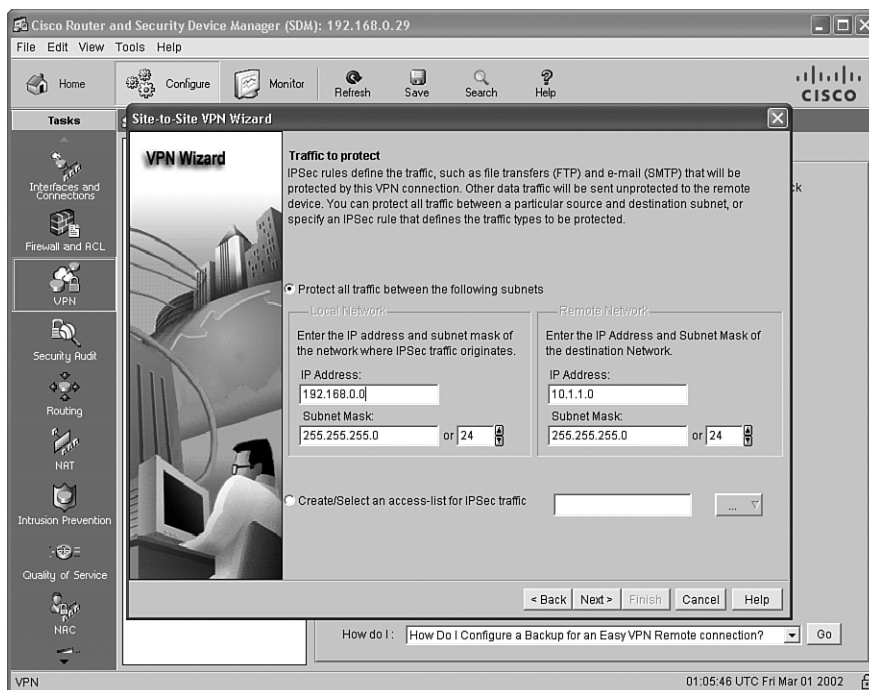 Cisco Router and Security Device Manager (SDM): 192.168.0.29
File Edit View Tools Help
Home
Configure
Monitor
Refresh
Save
Search
Help
CISCO
Tasks
Interfaces and
Connections
Firewall and ACL
VPN
Security Audit
Routing
NAT
Intrusion Prevention
Quality of Service
NAC
Site-to-Site VPN Wizard
VPN Wizard
Traffic to protect
IPSec rules define the traffic, such as file transfers (FTP) and e-mail (SMTP) that will be
protected by this VPN connection. Other data traffic will be sent unprotected to the remote
device. You can protect all traffic between a particular source and destination subnet, or
specify an IPSec rule that defines the traffic types to be protected.
Protect all traffic between the following subnets
Local Network
Enter the IP address and subnet mask of
the network where IPSec traffic originates.
IP Address:
192.168.0.0
Subnet Mask:
255.255.255.0 or 24
Remote Network
Enter the IP Address and Subnet Mask of
the destination Network.
IP Address:
10.1.1.0
Subnet Mask:
255.255.255.0 or 24
Create/Select an access-list for IPSec traffic
...
< Back Next > Finish Cancel Help
How do I: How Do I Configure a Backup for an Easy VPN Remote connection? Go
VPN
01:05:46 UTC Fri Mar 01 2002